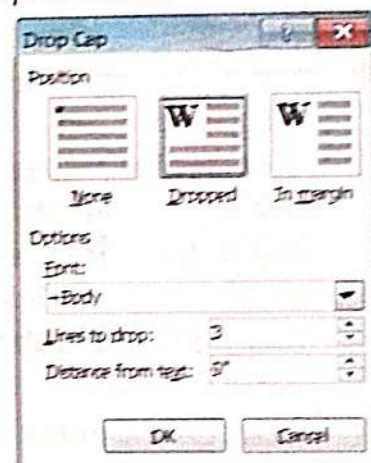 Drop Cap
Position
W W
None Dropped In margin
Options
Font:
+Body
Lines to drop: 3
Distance from text: 0"
OK Cancel